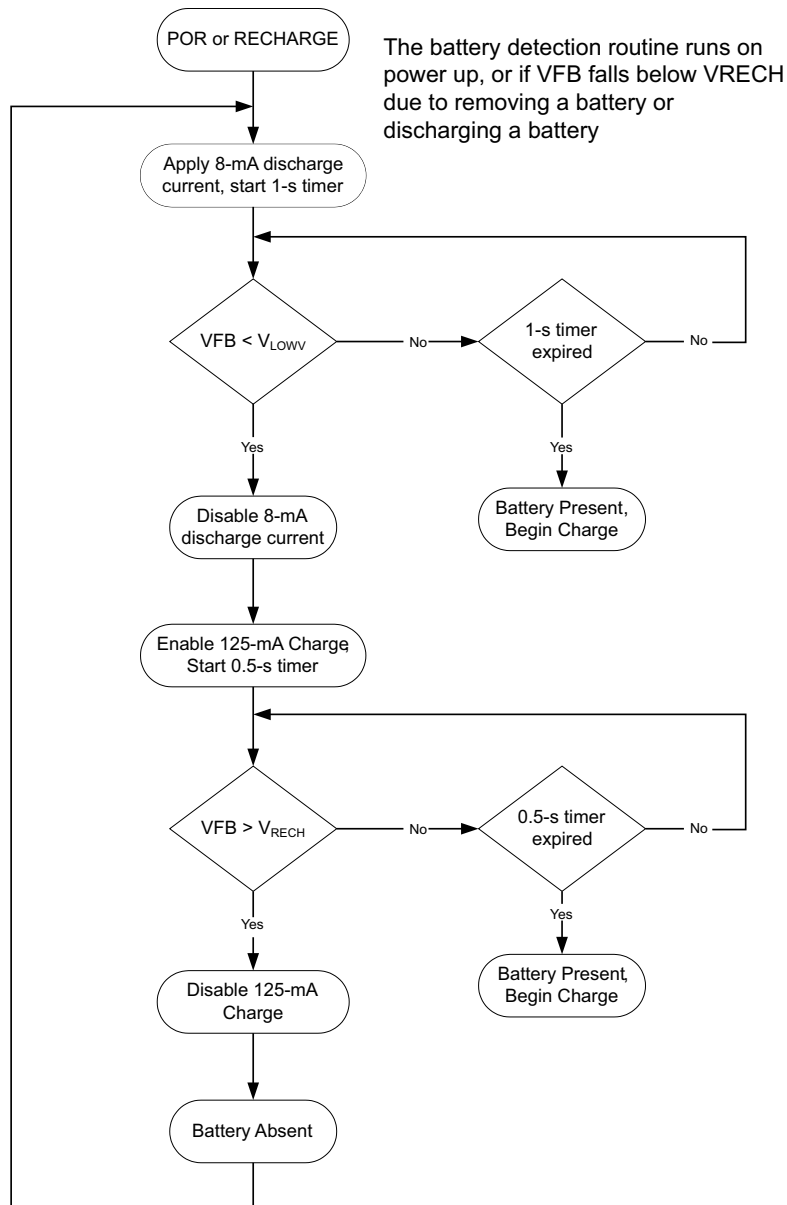 POR or RECHARGE
The battery detection routine runs on
power up, or if VFB falls below VRECH
due to removing a battery or
discharging a battery
Apply 8-mA discharge
current, start 1-s timer
VFB < VLOWV
No
1-s timer
expired
No
Yes
Yes
Disable 8-mA
discharge current
Battery Present,
Begin Charge
Enable 125-mA Charge,
Start 0.5-s timer
VFB > VRECH
No
0.5-s timer
expired
No
Yes
Yes
Disable 125-mA
Charge
Battery Present,
Begin Charge
Battery Absent